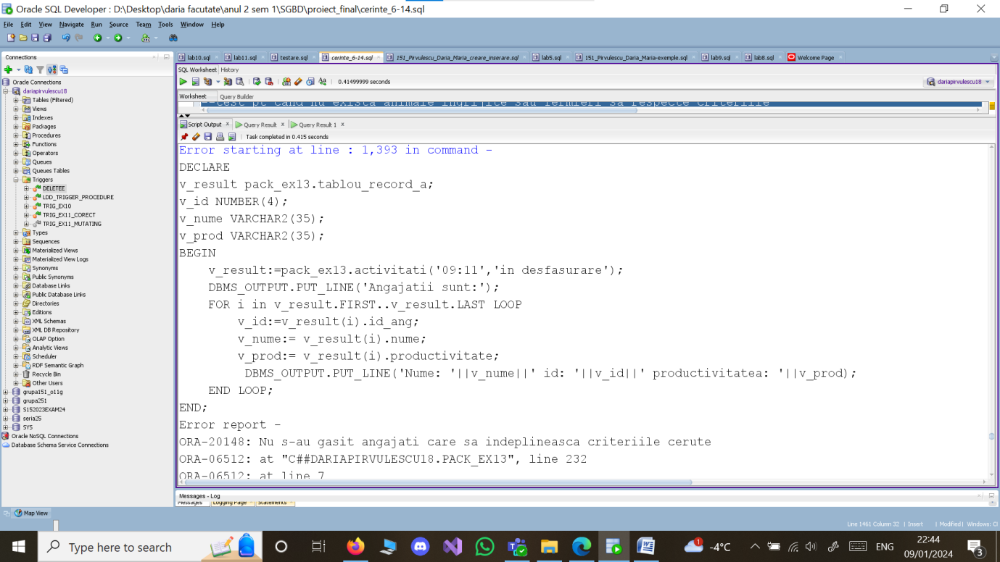 Oracle SQL Developer : D:\Desktop\daria facutate\anul 2 sem 1\SGBD\proiect_final\cerinte_6-14.sql
File Edit View Navigate Run Source Team Tools Window Help
Connections
Oracle Connections
dariapirvulescu18
Tables (Filtered)
Views
Indexes
Packages
Procedures
Functions
Operators
Queues
Queues Tables
Triggers
DELETEE
LDD_TRIGGER_PROCEDURE
TRIG_EX10
TRIG_EX11_CORECT
TRIG_EX11_MUTATING
Types
Sequences
Materialized Views
Materialized View Logs
Synonyms
Public Synonyms
Database Links
Public Database Links
Directories
Editions
XML Schemas
XML DB Repository
OLAP Option
Analytic Views
Scheduler
RDF Semantic Graph
Recycle Bin
Other Users
grupa151_o11g
grupa251
S152023EXAM24
seria25
SYS
Oracle NoSQL Connections
Database Schema Service Connections
lab10.sql lab11.sql testare.sql cerinte_6-14.sql 151_Pirvulescu_Daria_Maria_creare_inserare.sql lab5.sql 151_Pirvulescu_Daria_Maria-exemple.sql lab9.sql lab8.sql Welcome Page
SQL Worksheet History
0.41499999 seconds
dariapirvulescu18
Worksheet Query Builder
--test pt cand nu exista animale ingrijite sau fermieri sa respecte criteriile
Script Output Query Result Query Result 1
Task completed in 0.415 seconds
Error starting at line : 1,393 in command -
DECLARE
v_result pack_ex13.tablou_record_a;
v_id NUMBER(4);
v_nume VARCHAR2(35);
v_prod VARCHAR2(35);
BEGIN
v_result:=pack_ex13.activitati('09:11','in desfasurare');
DBMS_OUTPUT.PUT_LINE('Angajatii sunt:');
FOR i in v_result.FIRST..v_result.LAST LOOP
v_id:=v_result(i).id_ang;
v_nume:= v_result(i).nume;
v_prod:= v_result(i).productivitate;
DBMS_OUTPUT.PUT_LINE('Nume: '||v_nume||' id: '||v_id||' productivitatea: '||v_prod);
END LOOP;
END;
Error report -
ORA-20148: Nu s-au gasit angajati care sa indeplineasca criteriile cerute
ORA-06512: at "C##DARIAPIRVULESCU18.PACK_EX13", line 232
ORA-06512: at line 7
Messages - Log
Messages Logging Page Statements
Map View
Line 1461 Column 32 | Insert | Modified | Windows: C
Type here to search
1
-4°C
ENG
22:44
09/01/2024
3